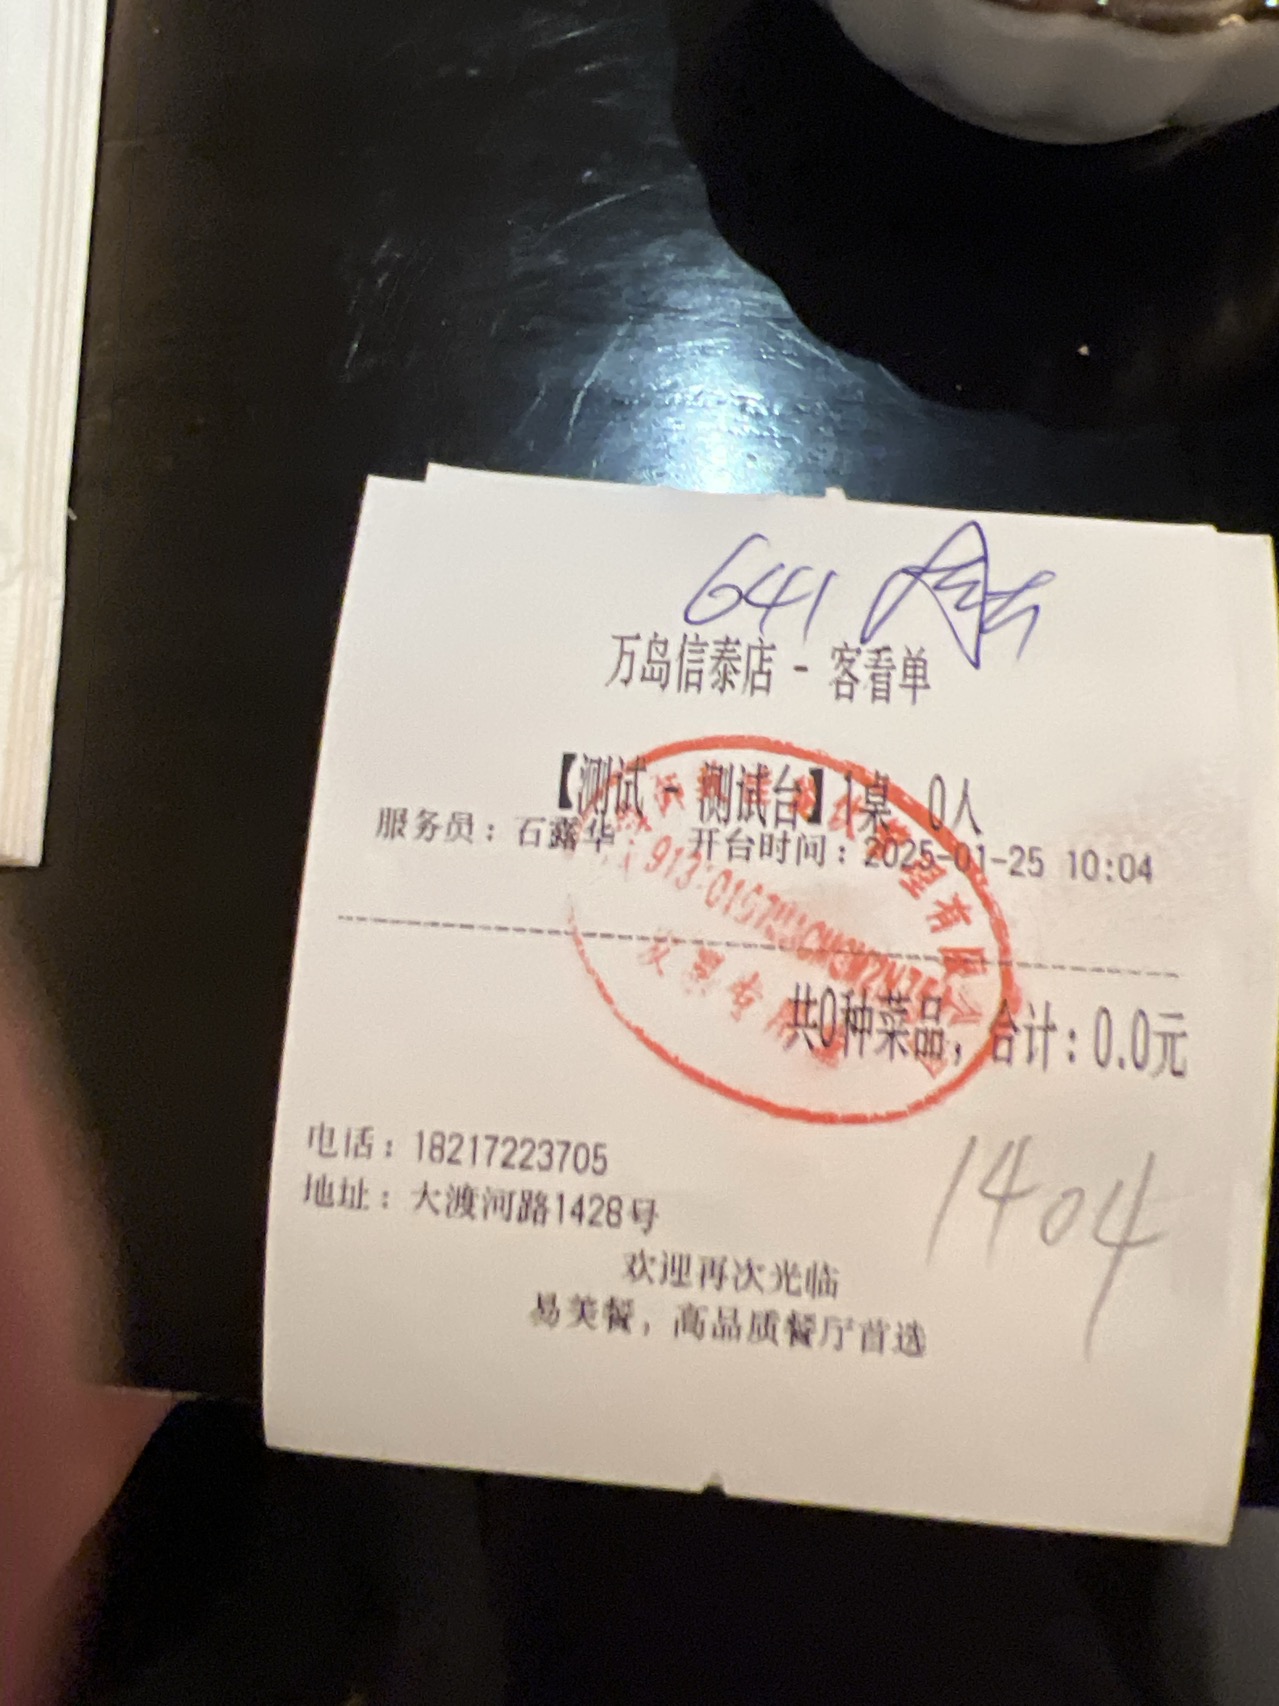 641
万岛信泰店 - 客看单
【测试 - 测试台】1桌 0人
服务员：石露华 开台时间：2025-01-25 10:04
共0种菜品，合计：0.0元
电话：18217223705
地址：大渡河路1428号
1404
欢迎再次光临
易美餐，高品质餐厅首选